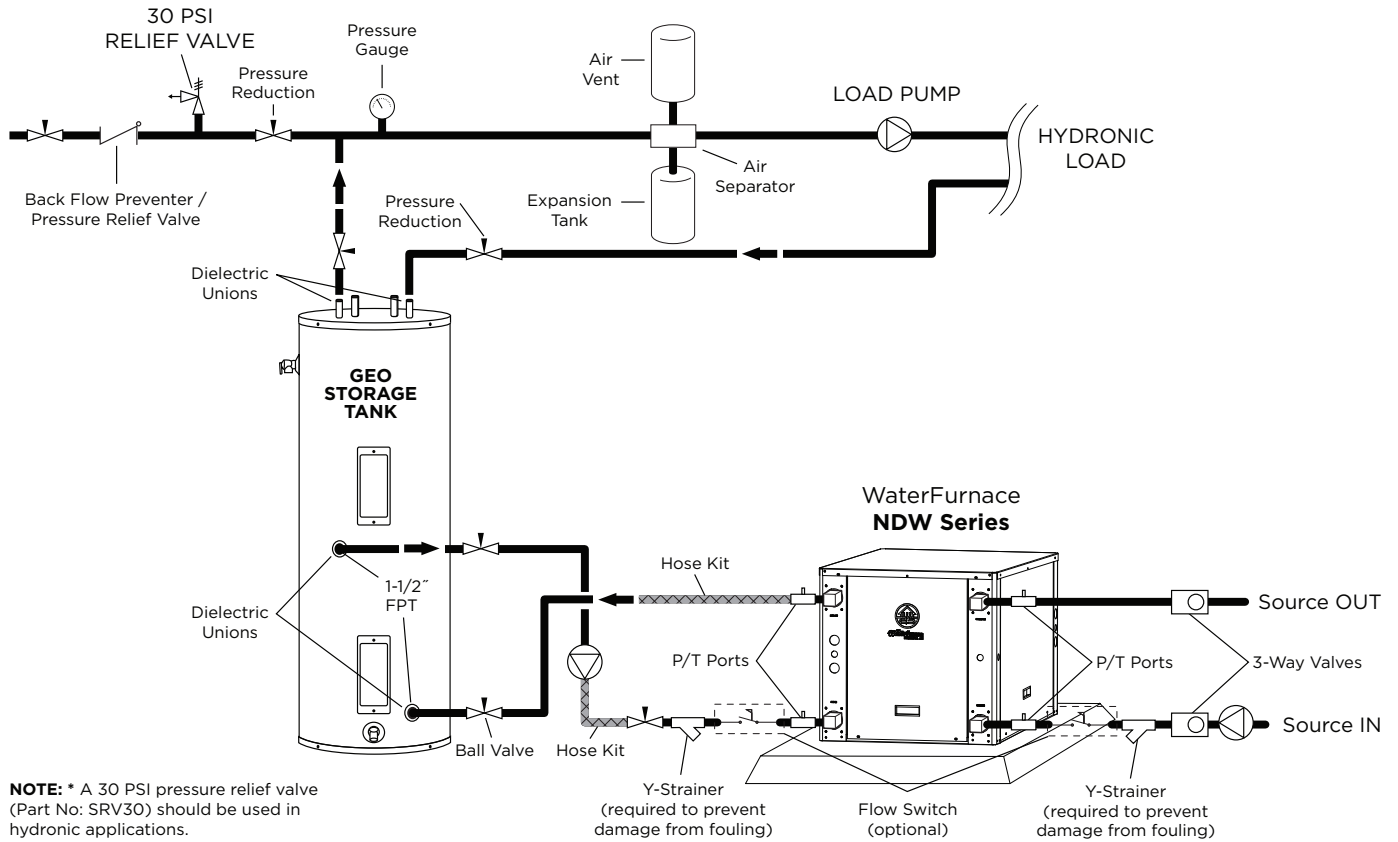 30 PSI
RELIEF VALVE
Pressure
Reduction
Pressure
Gauge
Air
Vent
LOAD PUMP
HYDRONIC
LOAD
Air
Separator
Back Flow Preventer /
Pressure Relief Valve
Pressure
Reduction
Expansion
Tank
Dielectric
Unions
GEO
STORAGE
TANK
WaterFurnace
NDW Series
Hose Kit
1-1/2˝
FPT
Dielectric
Unions
Source OUT
P/T Ports
P/T Ports
3-Way Valves
Source IN
Ball Valve
Hose Kit
Y-Strainer
(required to prevent
damage from fouling)
Flow Switch
(optional)
Y-Strainer
(required to prevent
damage from fouling)
NOTE: * A 30 PSI pressure relief valve
(Part No: SRV30) should be used in
hydronic applications.